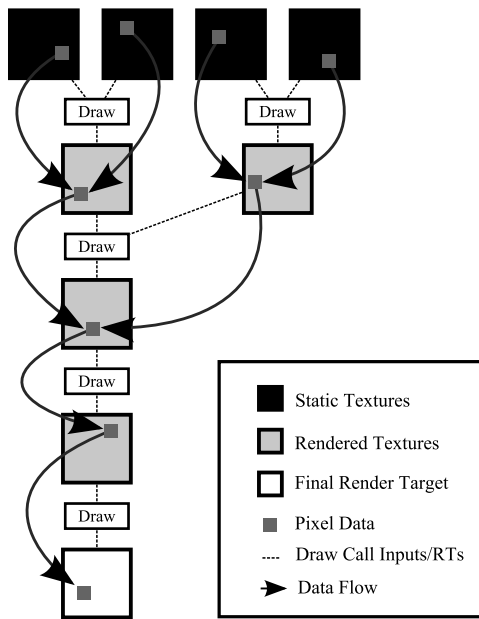 Draw
Draw
Draw
Draw
Draw
Static Textures
Rendered Textures
Final Render Target
Pixel Data
Draw Call Inputs/RTs
Data Flow